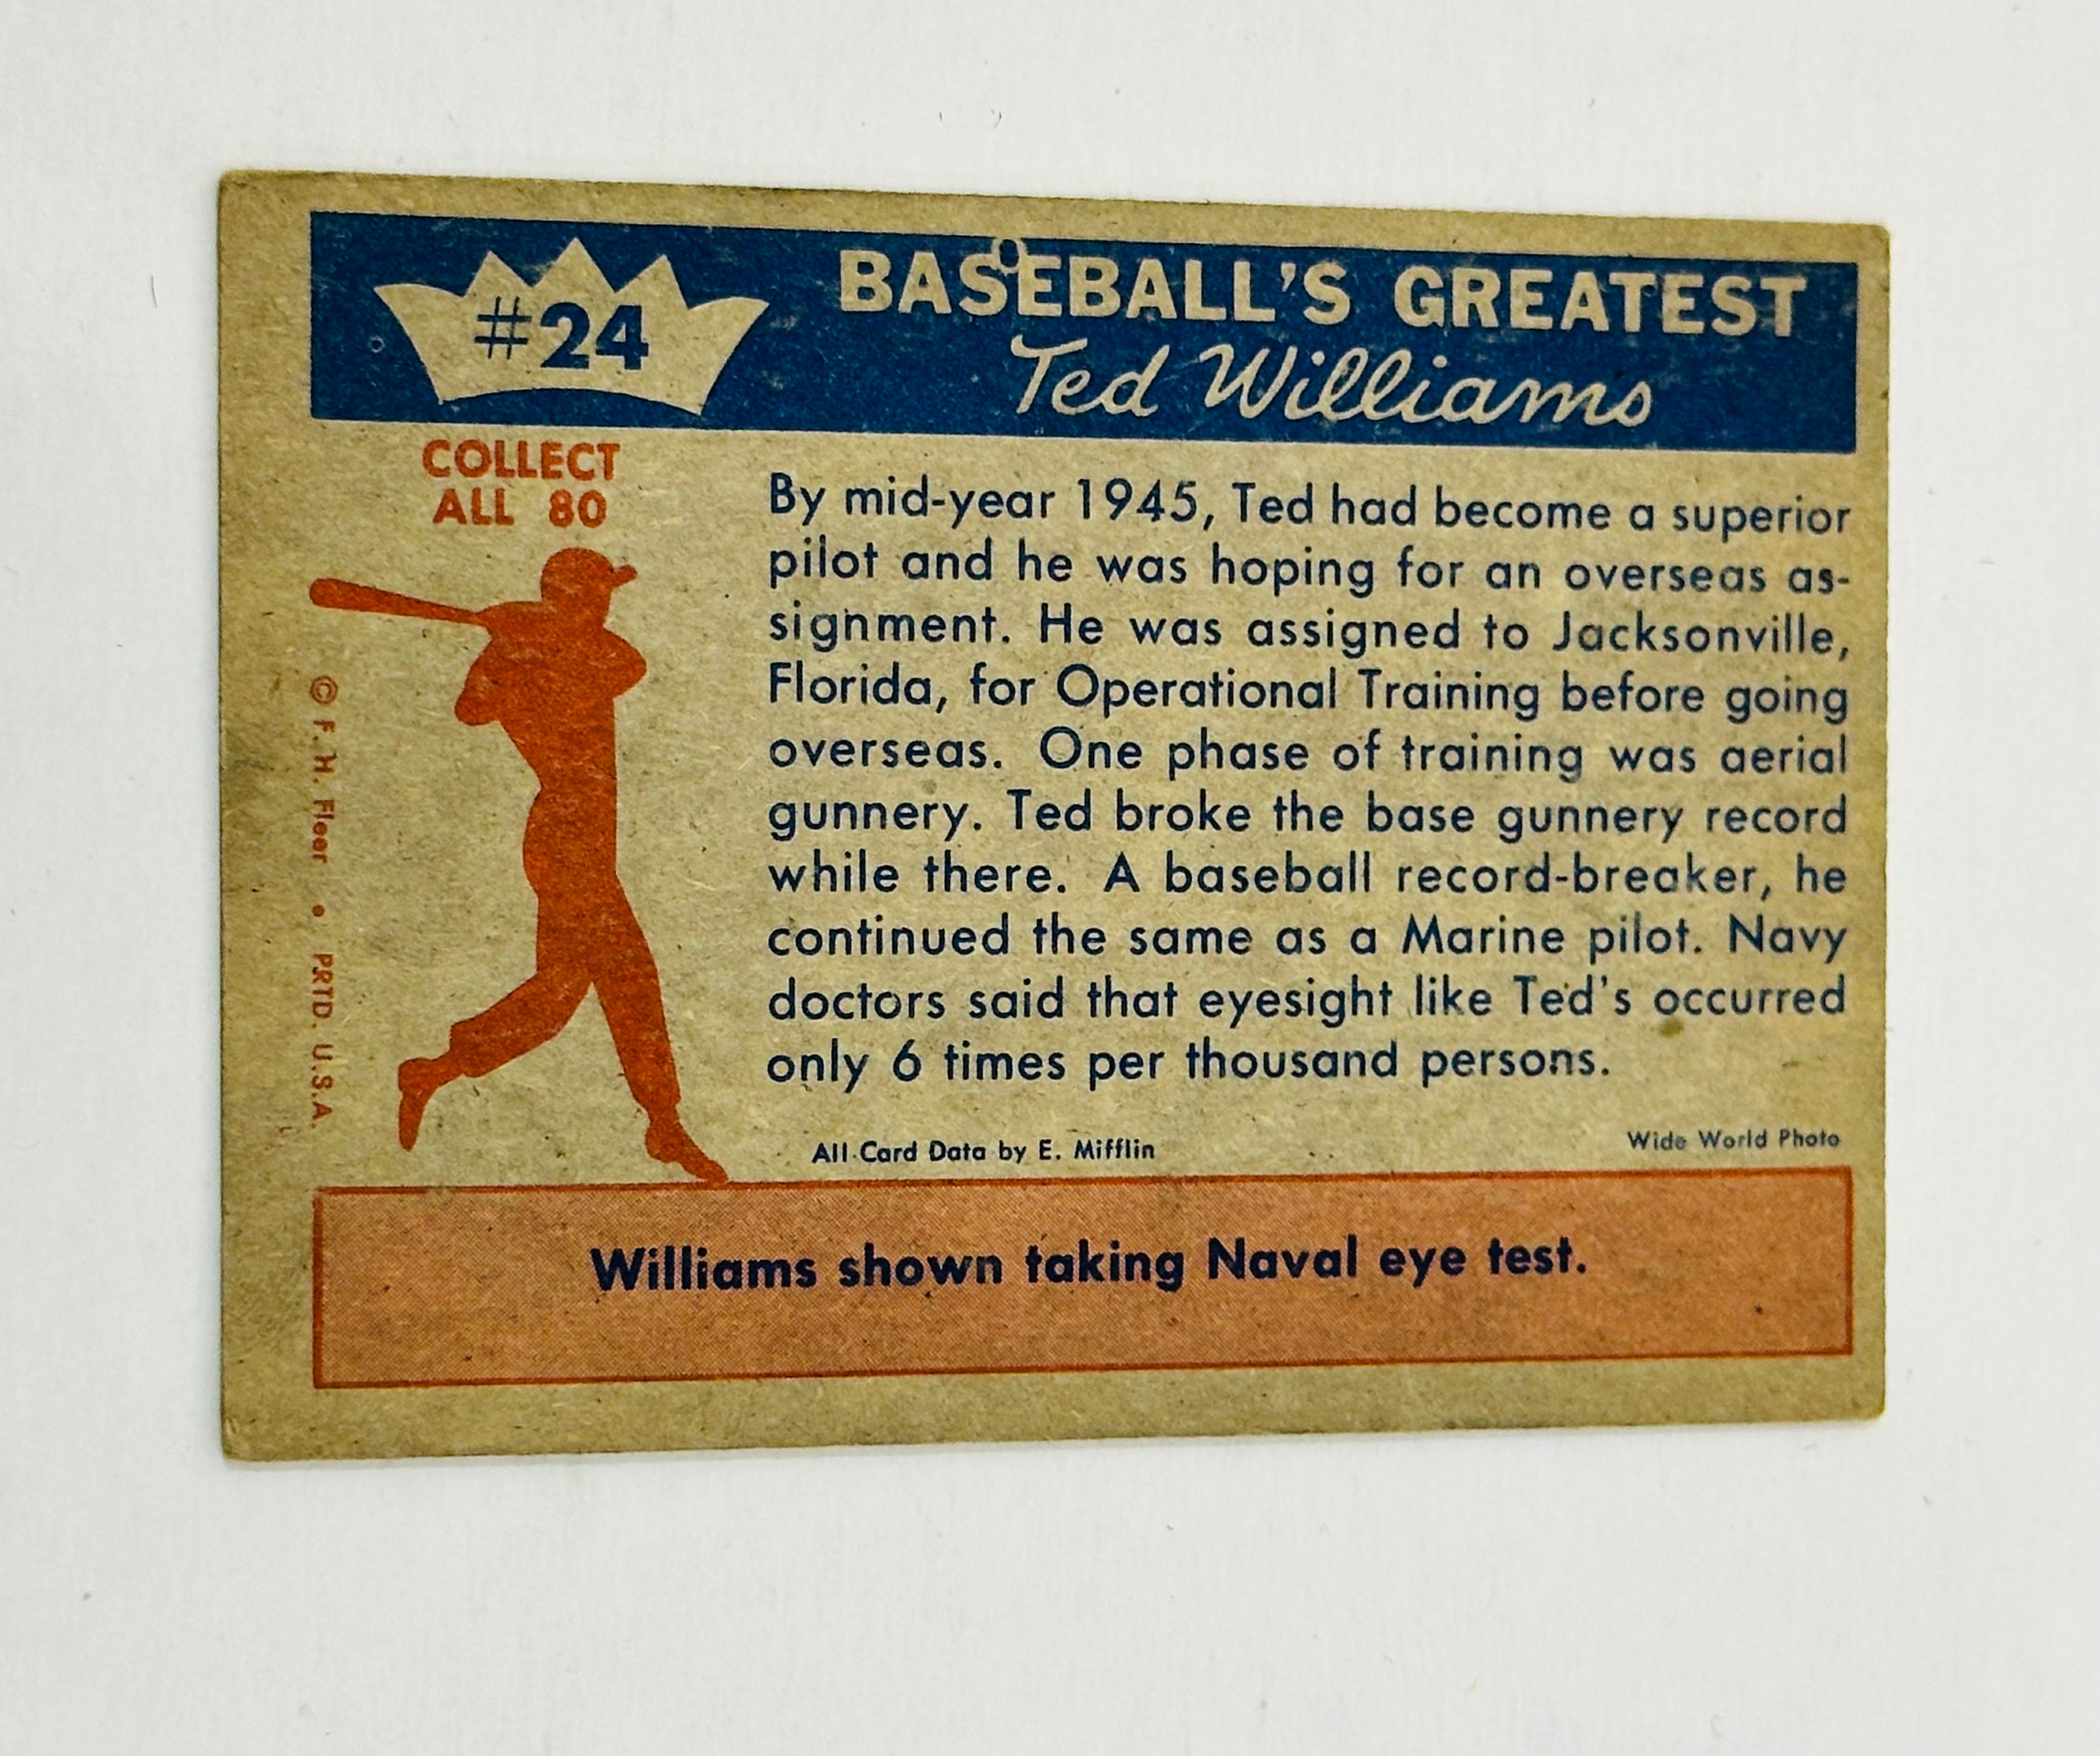 #24
BASEBALL'S GREATEST
Ted Williams
COLLECT
ALL 80
By mid-year 1945, Ted had become a superior
pilot and he was hoping for an overseas as-
signment. He was assigned to Jacksonville,
Florida, for Operational Training before going
overseas. One phase of training was aerial
gunnery. Ted broke the base gunnery record
while there. A baseball record-breaker, he
continued the same as a Marine pilot. Navy
doctors said that eyesight like Ted's occurred
only 6 times per thousand persons.
© F. H. Fleer • PRTD. U.S.A.
All Card Data by E. Mifflin
Wide World Photo
Williams shown taking Naval eye test.